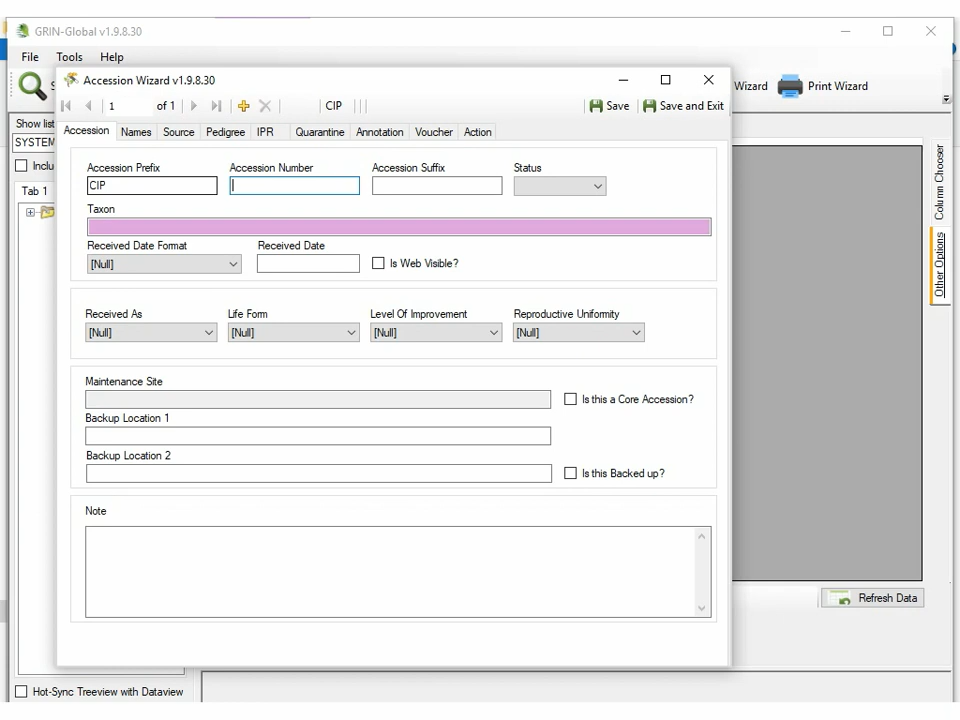 GRIN-Global v1.9.8.30
File Tools Help
Accession Wizard v1.9.8.30
Wizard Print Wizard
1 of 1 CIP Save Save and Exit
Show list
SYSTEM
Inclu
Tab 1
Accession Names Source Pedigree IPR Quarantine Annotation Voucher Action
Accession Prefix Accession Number Accession Suffix Status
CIP
Taxon
Received Date Format Received Date
[Null] Is Web Visible?
Received As Life Form Level Of Improvement Reproductive Uniformity
[Null] [Null] [Null] [Null]
Maintenance Site
Is this a Core Accession?
Backup Location 1
Backup Location 2
Is this Backed up?
Note
Column Chooser
Other Options
Refresh Data
Hot-Sync Treeview with Dataview